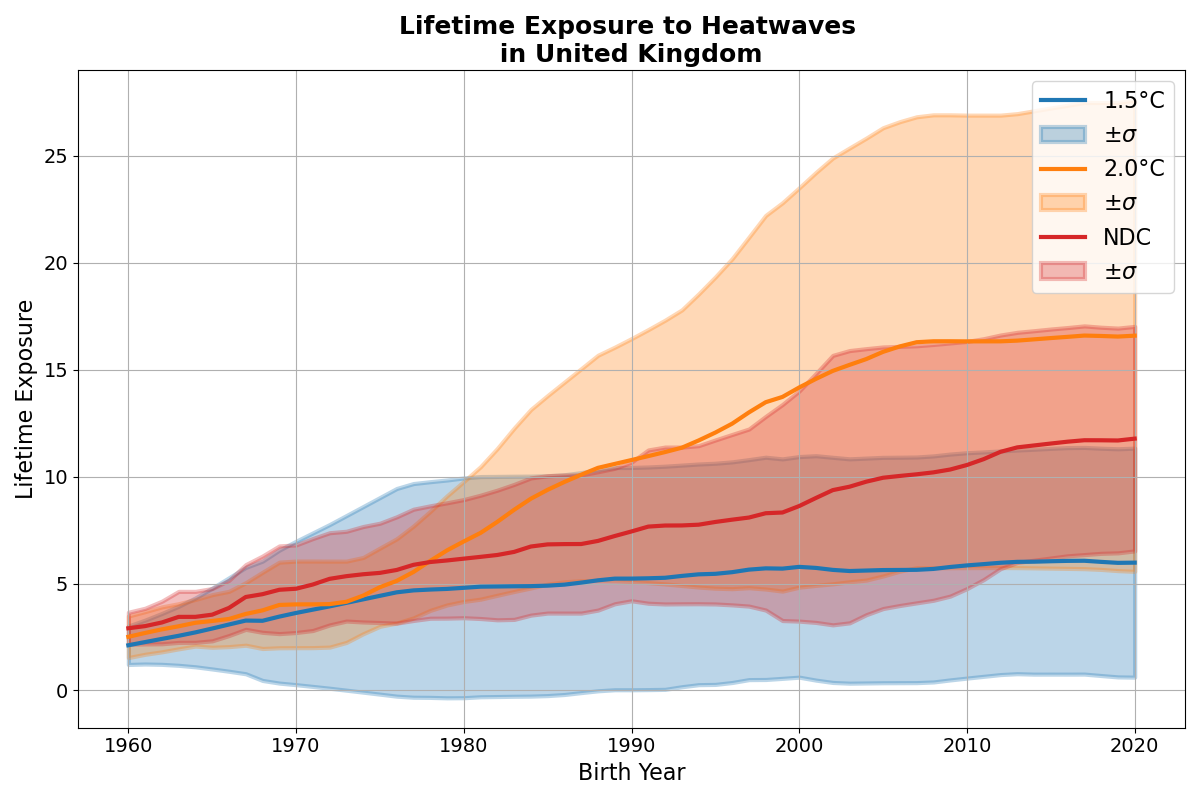 Lifetime Exposure to Heatwaves
in United Kingdom
Lifetime Exposure
25
20
15
10
5
0
1960
1970
1980
1990
2000
2010
2020
Birth Year
1.5°C
±σ
2.0°C
±σ
NDC
±σ